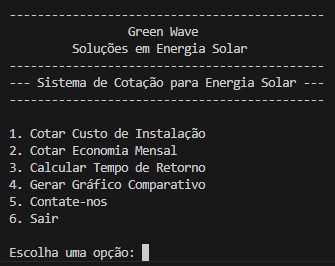 ----------------------------------------
Green Wave
Soluções em Energia Solar
----------------------------------------
--- Sistema de Cotação para Energia Solar ---
----------------------------------------
1. Cotar Custo de Instalação
2. Cotar Economia Mensal
3. Calcular Tempo de Retorno
4. Gerar Gráfico Comparativo
5. Contate-nos
6. Sair
Escolha uma opção: